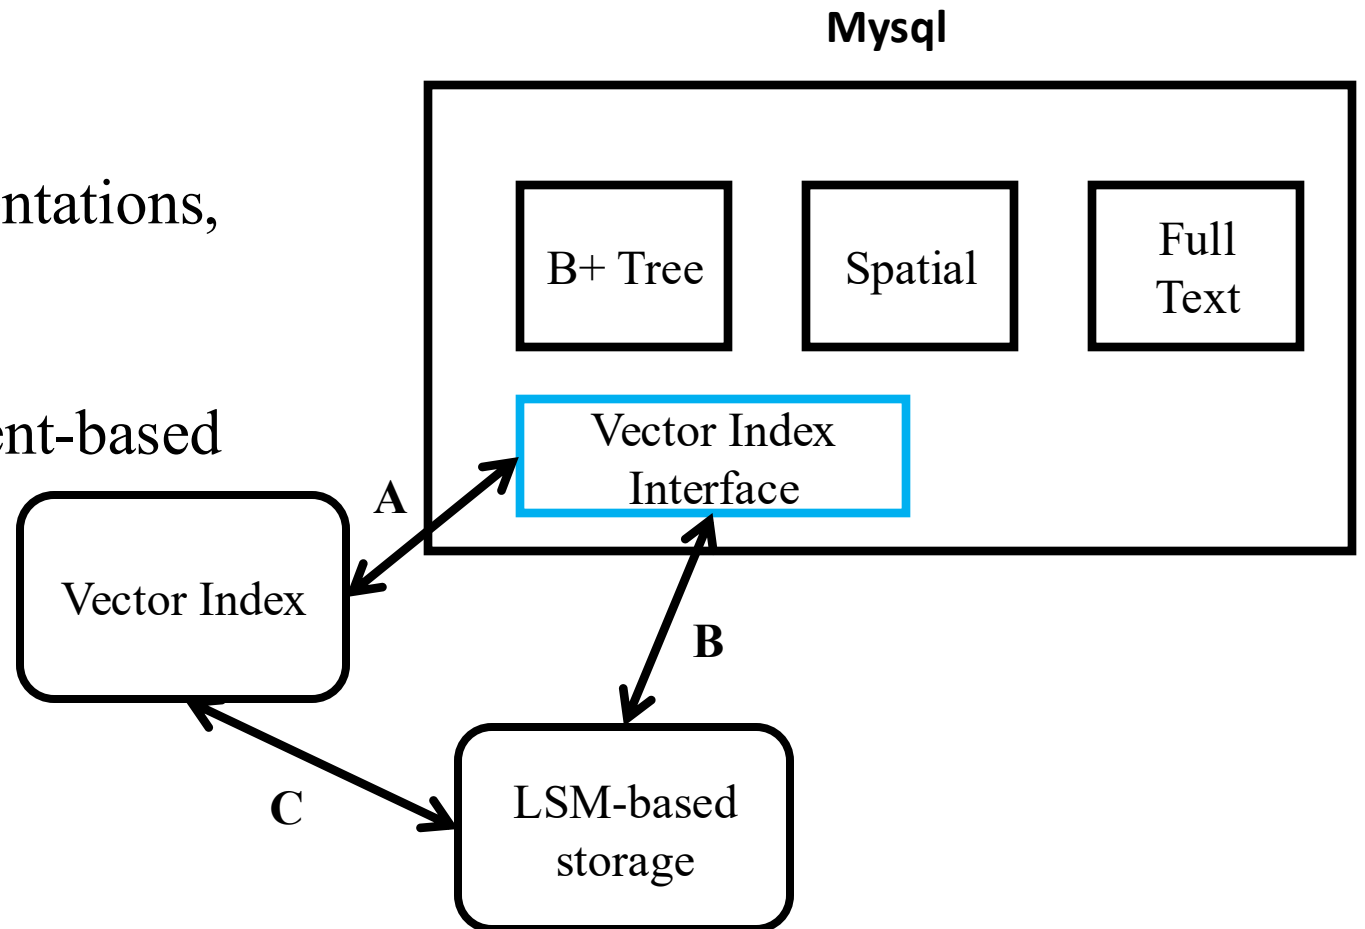 Mysql
ntations,
B+ Tree
Spatial
Full
Text
ent-based
Vector Index
Interface
A
Vector Index
B
C
LSM-based
storage